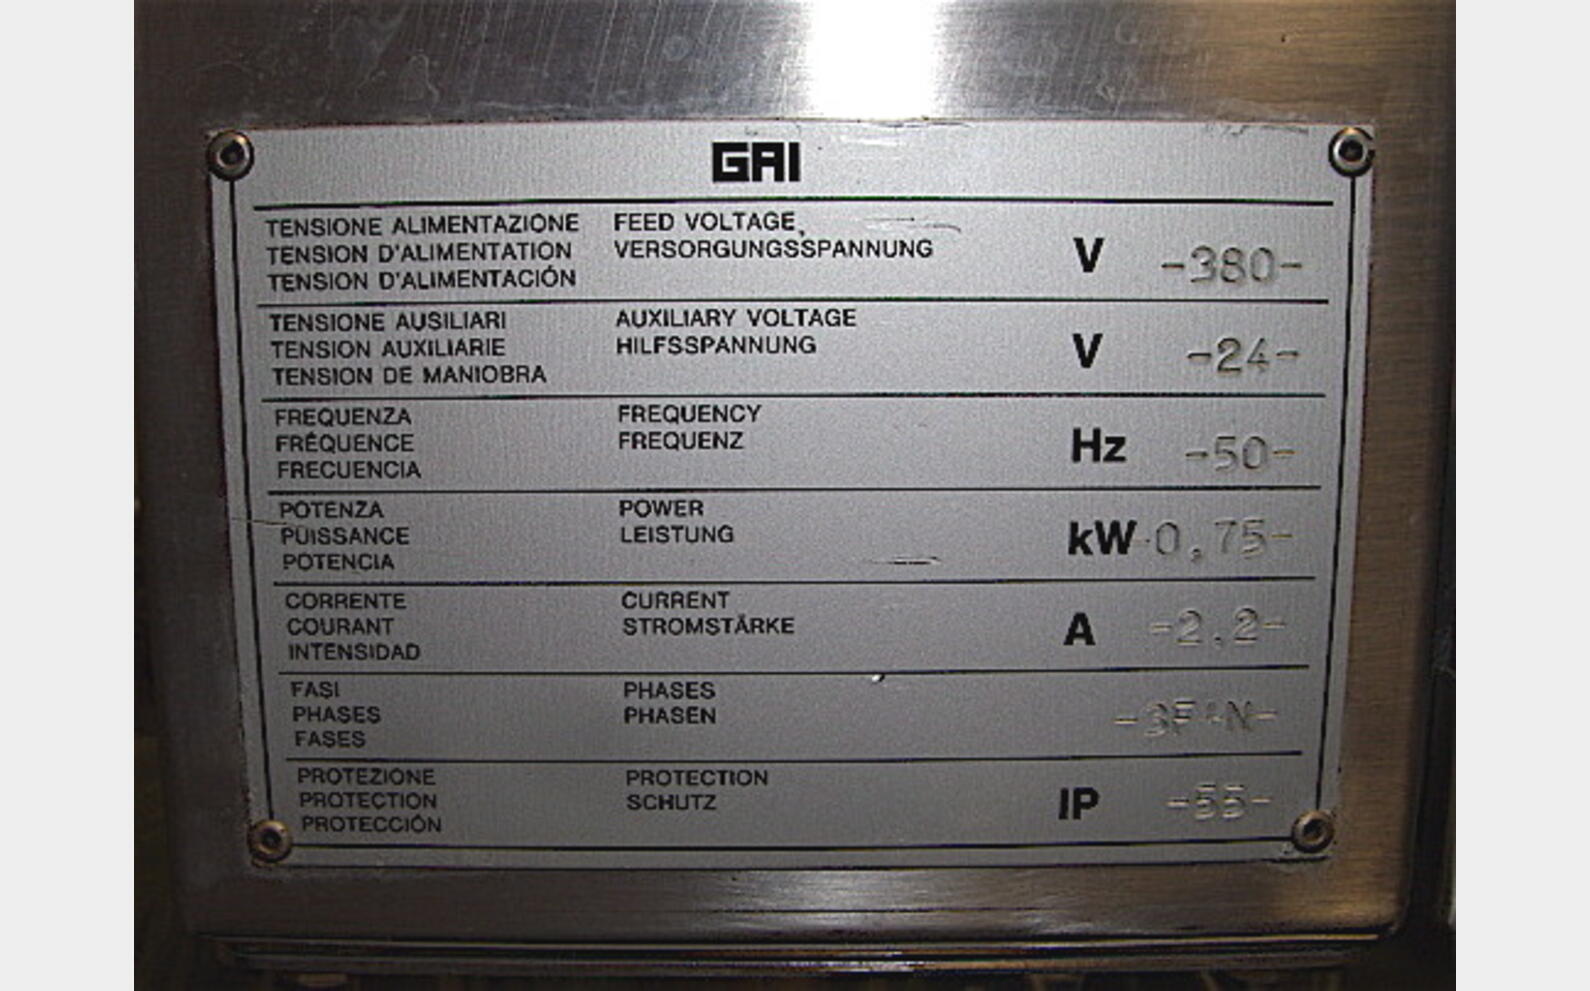 GAI
TENSIONE ALIMENTAZIONE FEED VOLTAGE
TENSION D'ALIMENTATION VERSORGUNGSSPANNUNG V -380-
TENSION D'ALIMENTACIÓN
TENSIONE AUSILIARI AUXILIARY VOLTAGE
TENSION AUXILIARIE HILFSSPANNUNG V -24-
TENSION DE MANIOBRA
FREQUENZA FREQUENCY
FRÉQUENCE FREQUENZ Hz -50-
FRECUENCIA
POTENZA POWER
PUISSANCE LEISTUNG kW -0,75-
POTENCIA
CORRENTE CURRENT
COURANT STROMSTÄRKE A -2,2-
INTENSIDAD
FASI PHASES
PHASES PHASEN -3F+N-
FASES
PROTEZIONE PROTECTION
PROTECTION SCHUTZ IP -55-
PROTECCIÓN